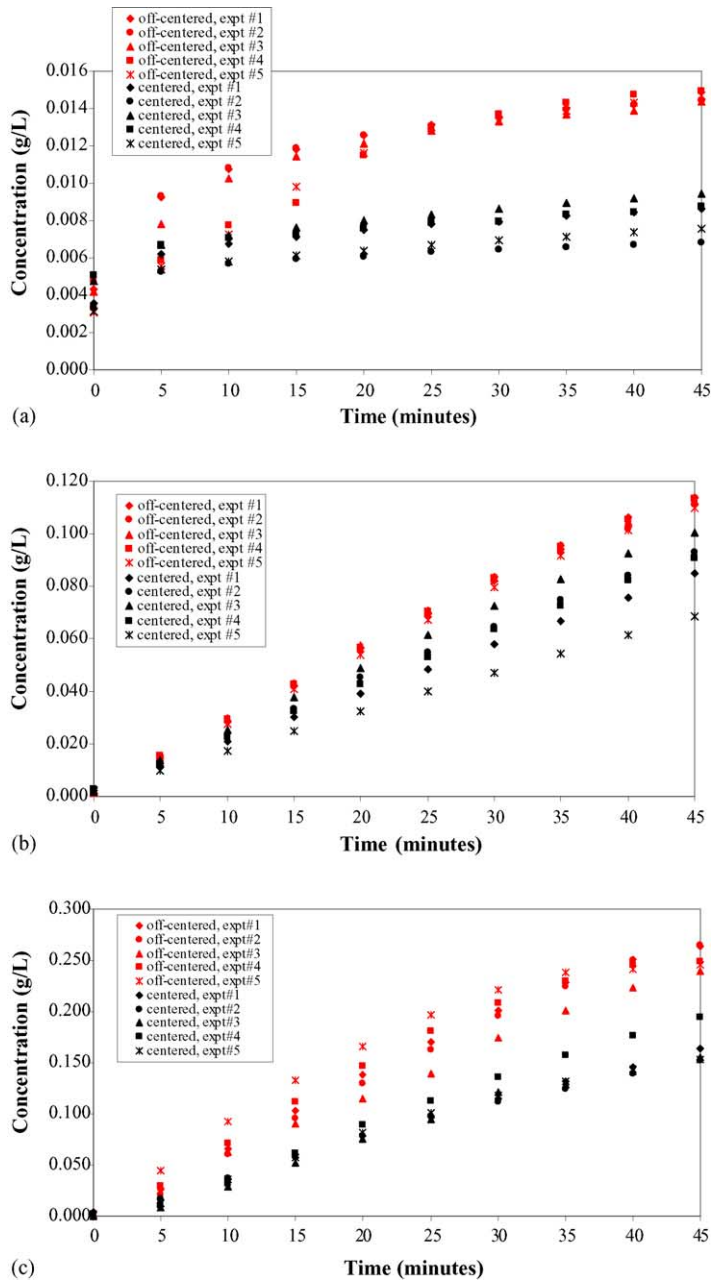 off-centered, expt #1
off-centered, expt #2
off-centered, expt #3
off-centered, expt #4
off-centered, expt #5
centered, expt #1
centered, expt #2
centered, expt #3
centered, expt #4
centered, expt #5
Concentration (g/L)
0.016
0.014
0.012
0.010
0.008
0.006
0.004
0.002
0.000
0 5 10 15 20 25 30 35 40 45
Time (minutes)
(a)
off-centered, expt #1
off-centered, expt #2
off-centered, expt #3
off-centered, expt #4
off-centered, expt #5
centered, expt #1
centered, expt #2
centered, expt #3
centered, expt #4
centered, expt #5
Concentration (g/L)
0.120
0.100
0.080
0.060
0.040
0.020
0.000
0 5 10 15 20 25 30 35 40 45
Time (minutes)
(b)
off-centered, expt#1
off-centered, expt#2
off-centered, expt#3
off-centered, expt#4
off-centered, expt#5
centered, expt#1
centered, expt#2
centered, expt#3
centered, expt#4
centered, expt#5
Concentration (g/L)
0.300
0.250
0.200
0.150
0.100
0.050
0.000
0 5 10 15 20 25 30 35 40 45
Time (minutes)
(c)